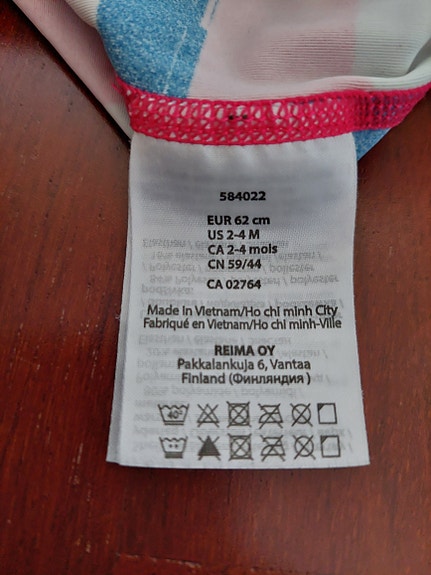 584022
EUR 62 cm
US 2-4 M
CA 2-4 mois
CN 59/44
CA 02764
Made in Vietnam/Ho chi minh City
Fabriqué en Vietnam/Ho chi minh-Ville
REIMA OY
Pakkalankuja 6, Vantaa
Finland (Финляндия )
40°